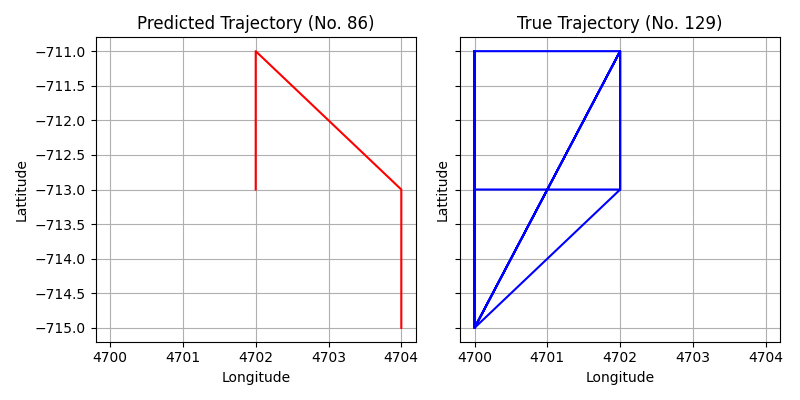 Predicted Trajectory (No. 86)
True Trajectory (No. 129)
−711.0
−711.5
−712.0
−712.5
−713.0
−713.5
−714.0
−714.5
−715.0
Lattitude
Lattitude
4700 4701 4702 4703 4704
4700 4701 4702 4703 4704
Longitude
Longitude